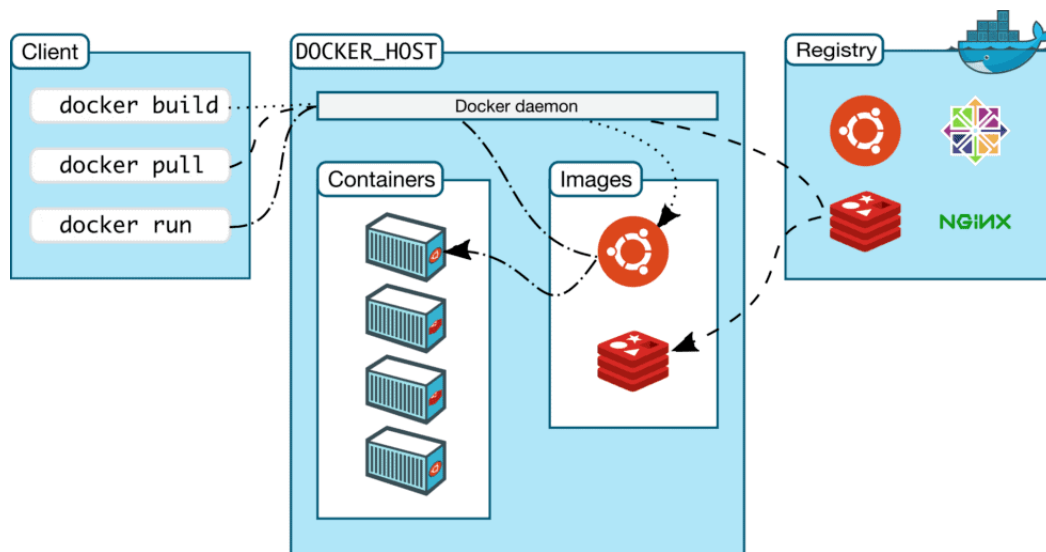 Client
docker build
docker pull
docker run
DOCKER_HOST
Docker daemon
Containers
Images
Registry
NGiNX